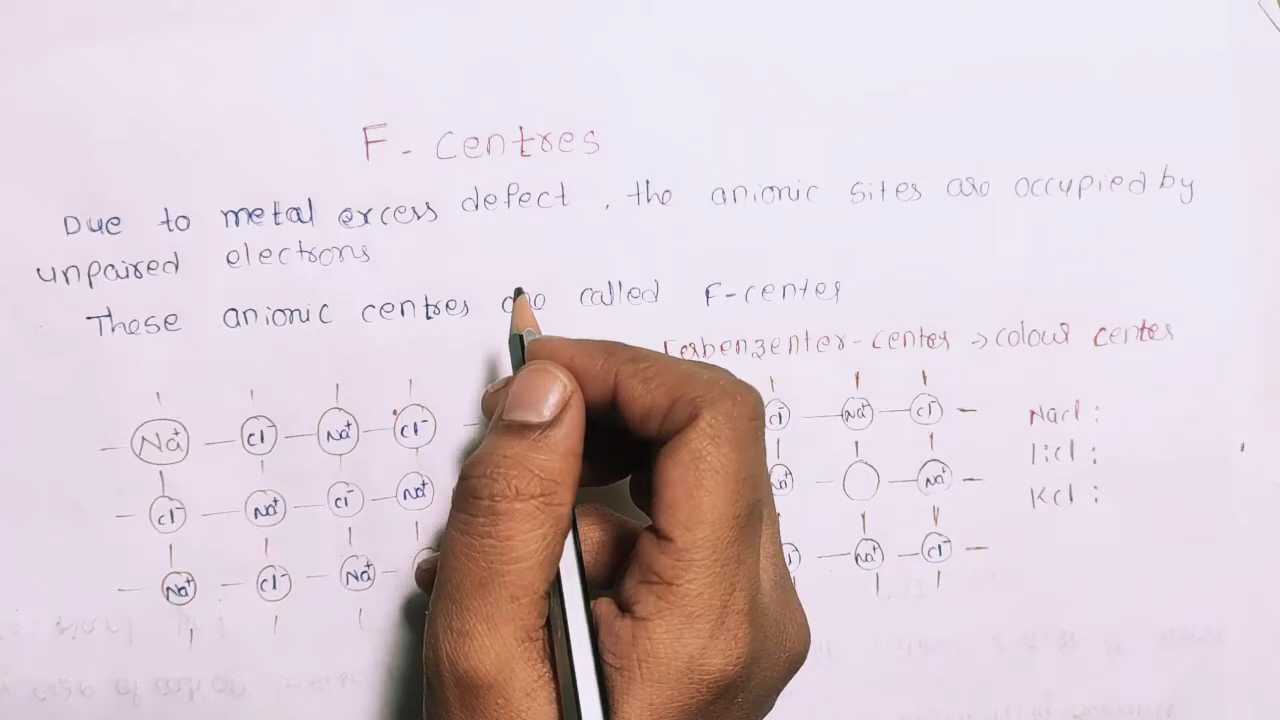 F - Centres
Due to metal excess defect , the anionic sites are occupied by
unpaired electrons
These anionic centres are called F-center
Farbenzenter-center → colour center
Na+ Cl- Na+ Cl- Cl- Na+ Cl-
Cl- Na+ Cl- Na+ Na+ Na+
Na+ Cl- Na+ Na+ Cl-
Nacl :
licl :
Kcl :